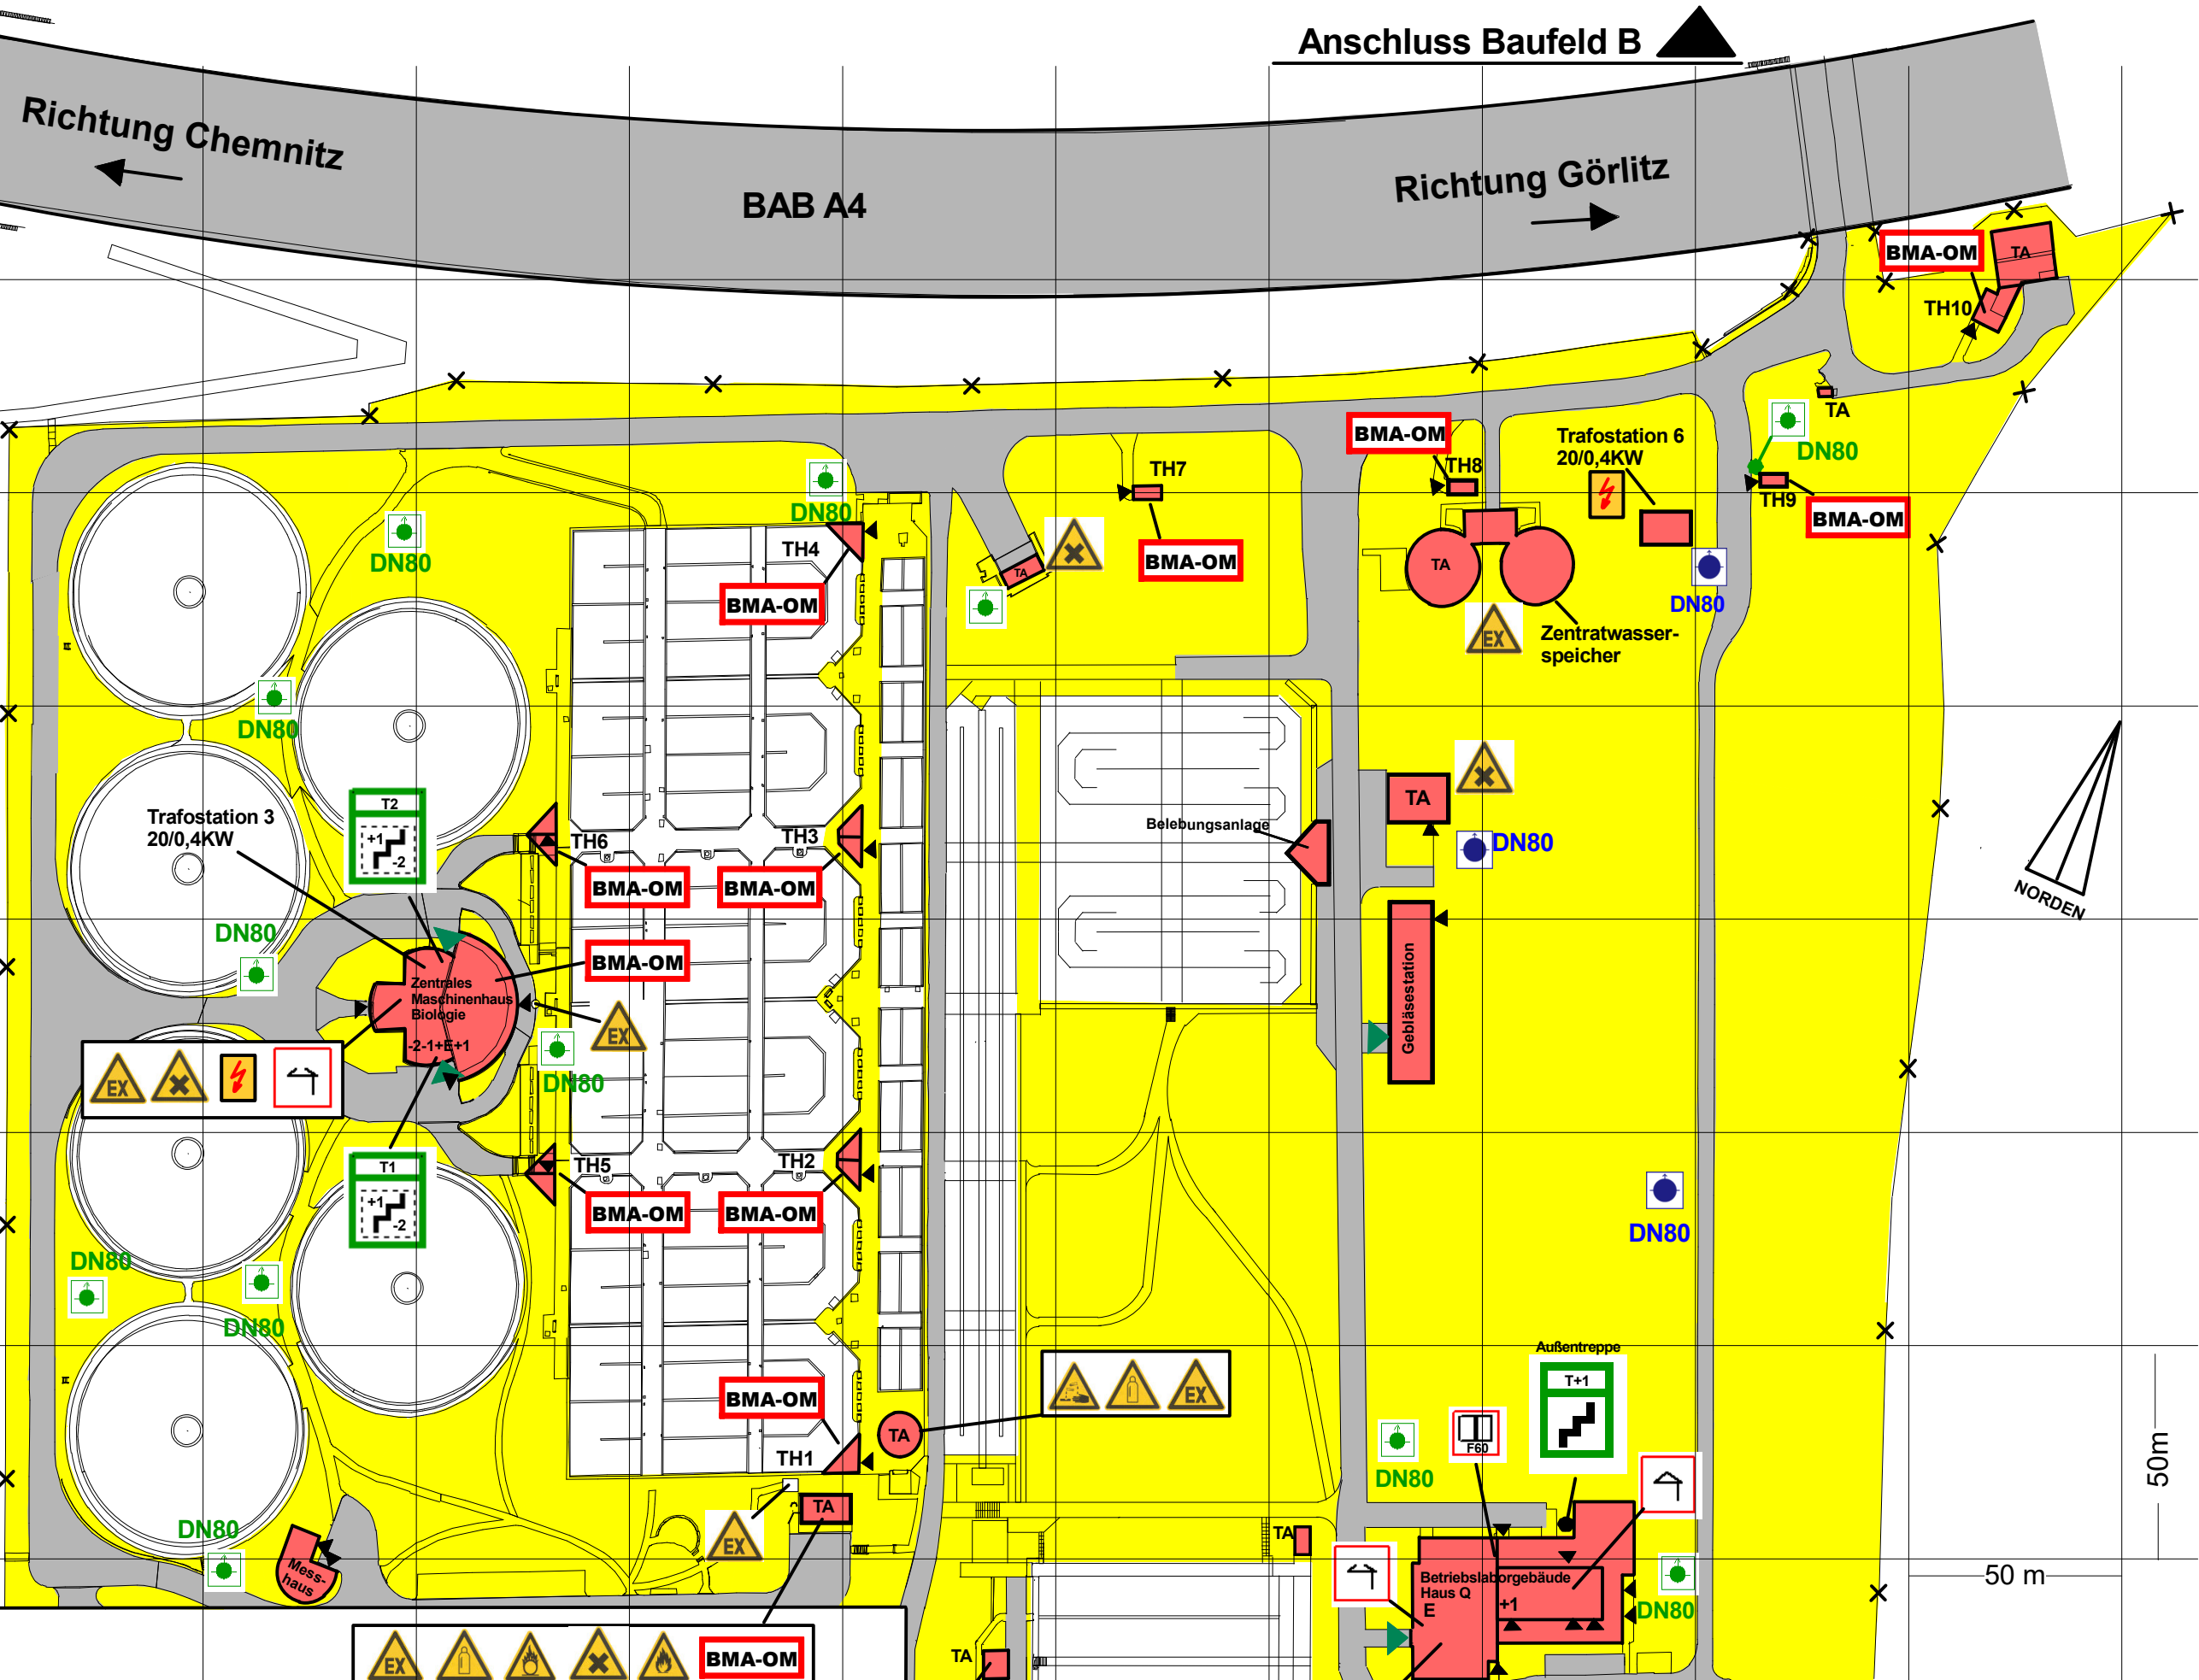 Anschluss Baufeld B
Richtung Chemnitz
BAB A4
Richtung Görlitz
BMA-OM
TA
TH10
TA
DN80
TH9
BMA-OM
BMA-OM
TH8
Trafostation 6
20/0,4KW
TH7
BMA-OM
DN80
TH4
BMA-OM
DN80
TA
TA
EX
Zentratwasser-
speicher
DN80
DN80
T2
+1
-2
Trafostation 3
20/0,4KW
TH6
BMA-OM
TH3
BMA-OM
Belebungsanlage
TA
DN80
NORDEN
DN80
BMA-OM
Zentrales
Maschinenhaus
Biologie
-2-1+E+1
EX
DN80
EX
Gebläsestation
T1
+1
-2
TH5
BMA-OM
TH2
BMA-OM
DN80
DN80
DN80
BMA-OM
TH1
TA
EX
Außentreppe
T+1
F60
DN80
50m
DN80
Mess-
haus
EX
TA
TA
Betriebslaborgebäude
Haus Q
E
+1
DN80
50 m
EX
BMA-OM
TA